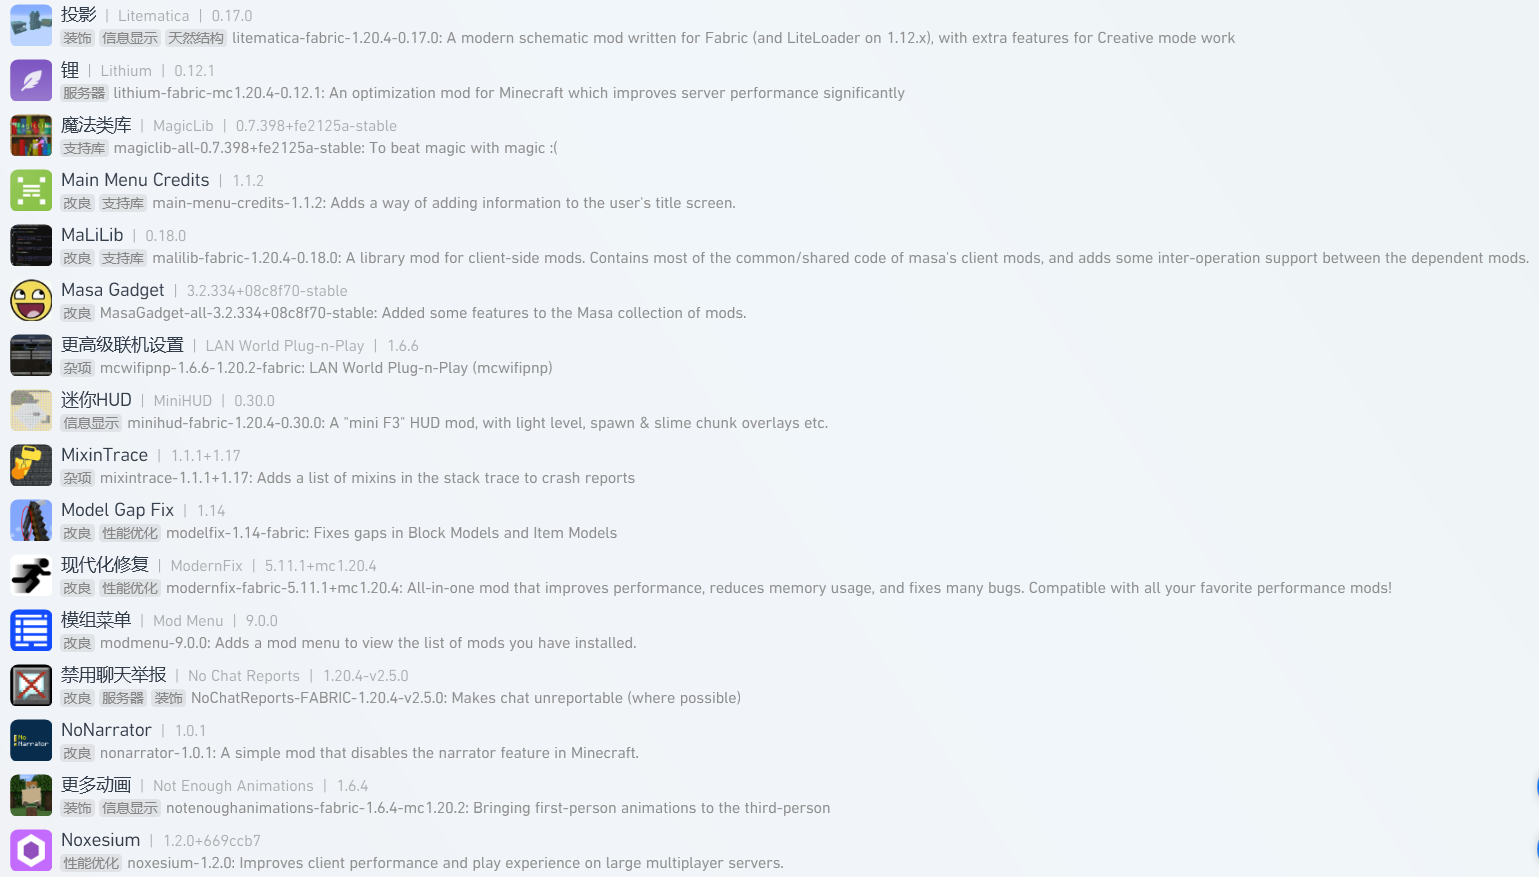 投影 | Litematica | 0.17.0
装饰 信息显示 天然结构 litematica-fabric-1.20.4-0.17.0: A modern schematic mod written for Fabric (and LiteLoader on 1.12.x), with extra features for Creative mode work
锂 | Lithium | 0.12.1
服务器 lithium-fabric-mc1.20.4-0.12.1: An optimization mod for Minecraft which improves server performance significantly
魔法类库 | MagicLib | 0.7.398+fe2125a-stable
支持库 magiclib-all-0.7.398+fe2125a-stable: To beat magic with magic :(
Main Menu Credits | 1.1.2
改良 支持库 main-menu-credits-1.1.2: Adds a way of adding information to the user's title screen.
MaLiLib | 0.18.0
改良 支持库 malilib-fabric-1.20.4-0.18.0: A library mod for client-side mods. Contains most of the common/shared code of masa's client mods, and adds some inter-operation support between the dependent mods.
Masa Gadget | 3.2.334+08c8f70-stable
改良 MasaGadget-all-3.2.334+08c8f70-stable: Added some features to the Masa collection of mods.
更高级联机设置 | LAN World Plug-n-Play | 1.6.6
杂项 mcwifipnp-1.6.6-1.20.2-fabric: LAN World Plug-n-Play (mcwifipnp)
迷你HUD | MiniHUD | 0.30.0
信息显示 minihud-fabric-1.20.4-0.30.0: A "mini F3" HUD mod, with light level, spawn & slime chunk overlays etc.
MixinTrace | 1.1.1+1.17
杂项 mixintrace-1.1.1+1.17: Adds a list of mixins in the stack trace to crash reports
Model Gap Fix | 1.14
改良 性能优化 modelfix-1.14-fabric: Fixes gaps in Block Models and Item Models
现代化修复 | ModernFix | 5.11.1+mc1.20.4
改良 性能优化 modernfix-fabric-5.11.1+mc1.20.4: All-in-one mod that improves performance, reduces memory usage, and fixes many bugs. Compatible with all your favorite performance mods!
模组菜单 | Mod Menu | 9.0.0
改良 modmenu-9.0.0: Adds a mod menu to view the list of mods you have installed.
禁用聊天举报 | No Chat Reports | 1.20.4-v2.5.0
改良 服务器 装饰 NoChatReports-FABRIC-1.20.4-v2.5.0: Makes chat unreportable (where possible)
No
Narrator
NoNarrator | 1.0.1
改良 nonarrator-1.0.1: A simple mod that disables the narrator feature in Minecraft.
更多动画 | Not Enough Animations | 1.6.4
装饰 信息显示 notenoughanimations-fabric-1.6.4-mc1.20.2: Bringing first-person animations to the third-person
Noxesium | 1.2.0+669ccb7
性能优化 noxesium-1.2.0: Improves client performance and play experience on large multiplayer servers.